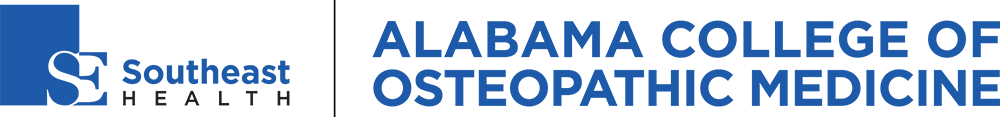 SE Southeast
HEALTH
ALABAMA COLLEGE OF
OSTEOPATHIC MEDICINE